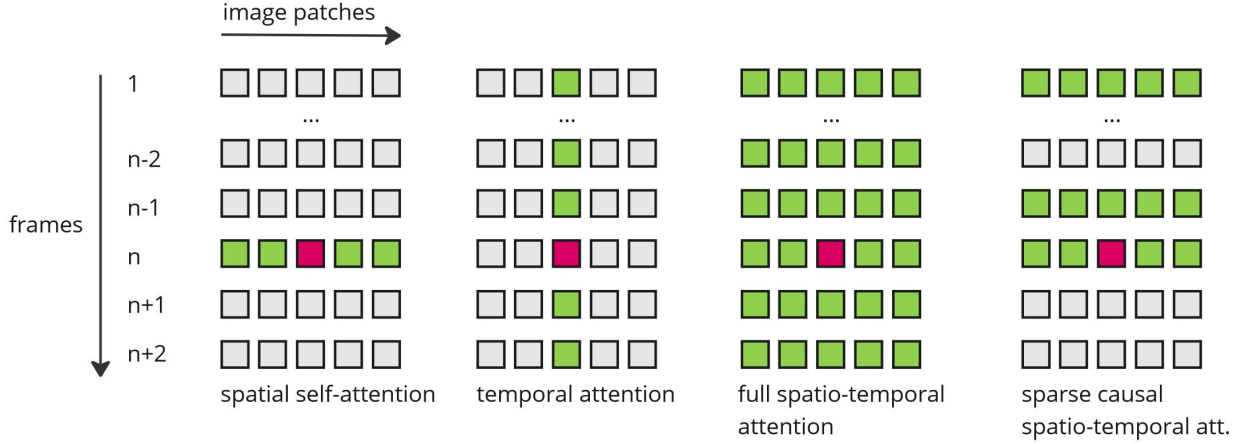 image patches
frames
1
... ... ... ...
n-2
n-1
n
n+1
n+2
spatial self-attention
temporal attention
full spatio-temporal
attention
sparse causal
spatio-temporal att.